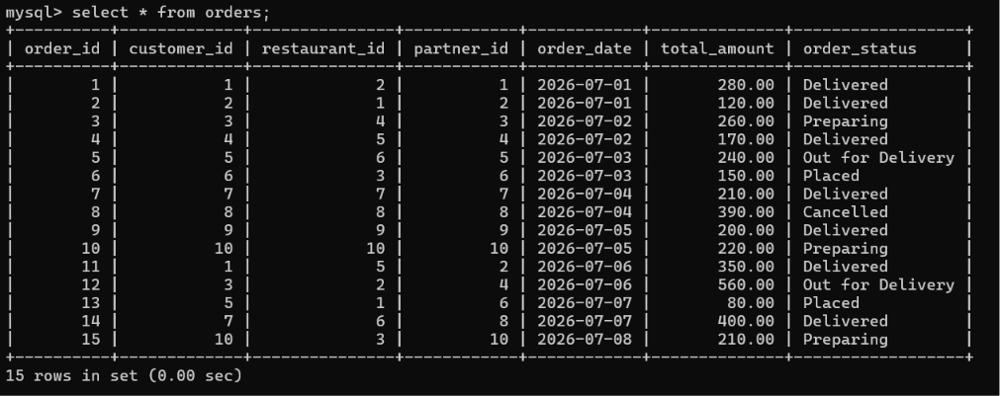 mysql> select * from orders;
+----------+-------------+---------------+------------+------------+--------------+------------------+
| order_id | customer_id | restaurant_id | partner_id | order_date | total_amount | order_status     |
+----------+-------------+---------------+------------+------------+--------------+------------------+
|        1 |           1 |             2 |          1 | 2026-07-01 |       280.00 | Delivered        |
|        2 |           2 |             1 |          2 | 2026-07-01 |       120.00 | Delivered        |
|        3 |           3 |             4 |          3 | 2026-07-02 |       260.00 | Preparing        |
|        4 |           4 |             5 |          4 | 2026-07-02 |       170.00 | Delivered        |
|        5 |           5 |             6 |          5 | 2026-07-03 |       240.00 | Out for Delivery |
|        6 |           6 |             3 |          6 | 2026-07-03 |       150.00 | Placed           |
|        7 |           7 |             7 |          7 | 2026-07-04 |       210.00 | Delivered        |
|        8 |           8 |             8 |          8 | 2026-07-04 |       390.00 | Cancelled        |
|        9 |           9 |             9 |          9 | 2026-07-05 |       200.00 | Delivered        |
|       10 |          10 |            10 |         10 | 2026-07-05 |       220.00 | Preparing        |
|       11 |           1 |             5 |          2 | 2026-07-06 |       350.00 | Delivered        |
|       12 |           3 |             2 |          4 | 2026-07-06 |       560.00 | Out for Delivery |
|       13 |           5 |             1 |          6 | 2026-07-07 |        80.00 | Placed           |
|       14 |           7 |             6 |          8 | 2026-07-07 |       400.00 | Delivered        |
|       15 |          10 |             3 |         10 | 2026-07-08 |       210.00 | Preparing        |
+----------+-------------+---------------+------------+------------+--------------+------------------+
15 rows in set (0.00 sec)